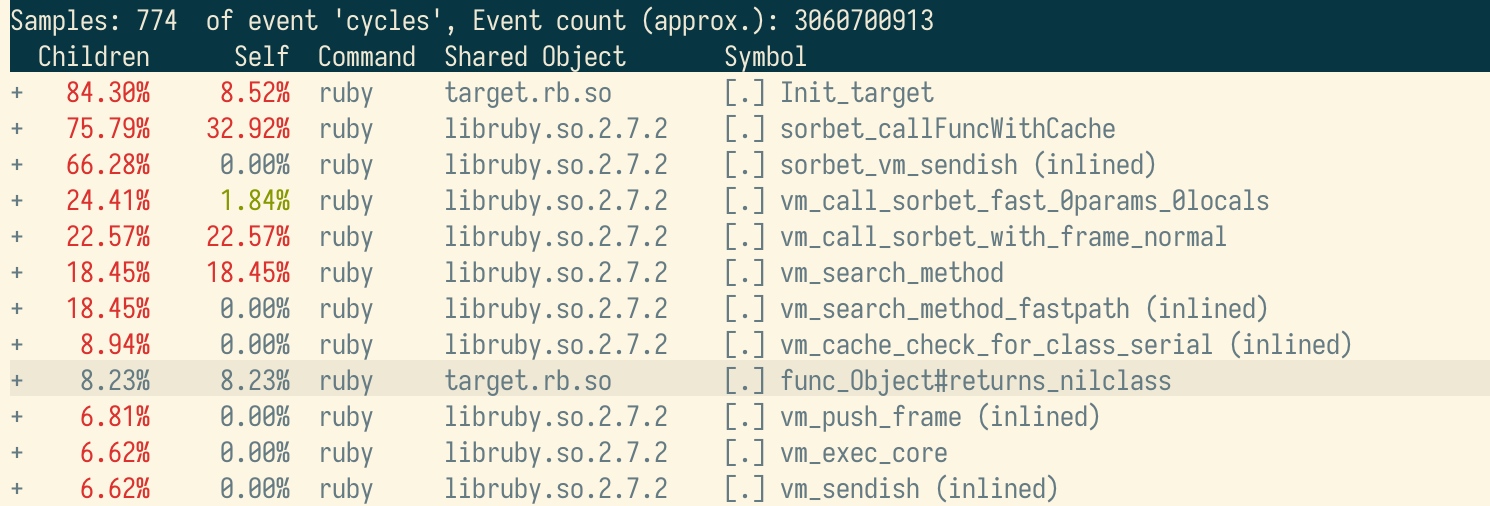 Samples: 774  of event 'cycles', Event count (approx.): 3060700913
  Children      Self  Command  Shared Object       Symbol
+   84.30%     8.52%  ruby     target.rb.so        [.] Init_target
+   75.79%    32.92%  ruby     libruby.so.2.7.2    [.] sorbet_callFuncWithCache
+   66.28%     0.00%  ruby     libruby.so.2.7.2    [.] sorbet_vm_sendish (inlined)
+   24.41%     1.84%  ruby     libruby.so.2.7.2    [.] vm_call_sorbet_fast_0params_0locals
+   22.57%    22.57%  ruby     libruby.so.2.7.2    [.] vm_call_sorbet_with_frame_normal
+   18.45%    18.45%  ruby     libruby.so.2.7.2    [.] vm_search_method
+   18.45%     0.00%  ruby     libruby.so.2.7.2    [.] vm_search_method_fastpath (inlined)
+    8.94%     0.00%  ruby     libruby.so.2.7.2    [.] vm_cache_check_for_class_serial (inlined)
+    8.23%     8.23%  ruby     target.rb.so        [.] func_Object#returns_nilclass
+    6.81%     0.00%  ruby     libruby.so.2.7.2    [.] vm_push_frame (inlined)
+    6.62%     0.00%  ruby     libruby.so.2.7.2    [.] vm_exec_core
+    6.62%     0.00%  ruby     libruby.so.2.7.2    [.] vm_sendish (inlined)